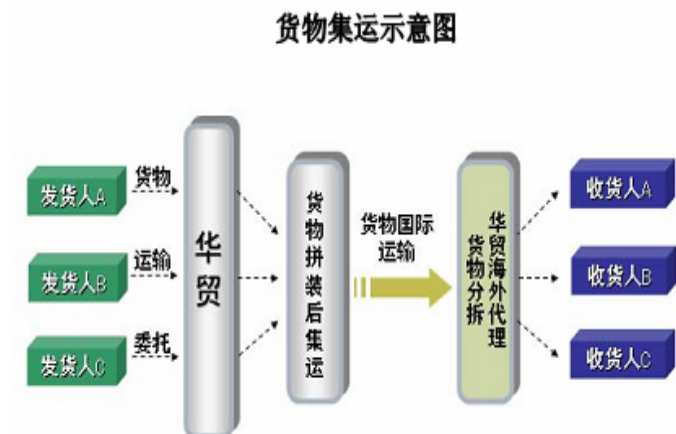 货物集运示意图
发货人A
货物
发货人B
运输
发货人C
委托
华贸
货物拼装后集运
货物国际
运输
华贸海外代理
货物分拆
收货人A
收货人B
收货人C